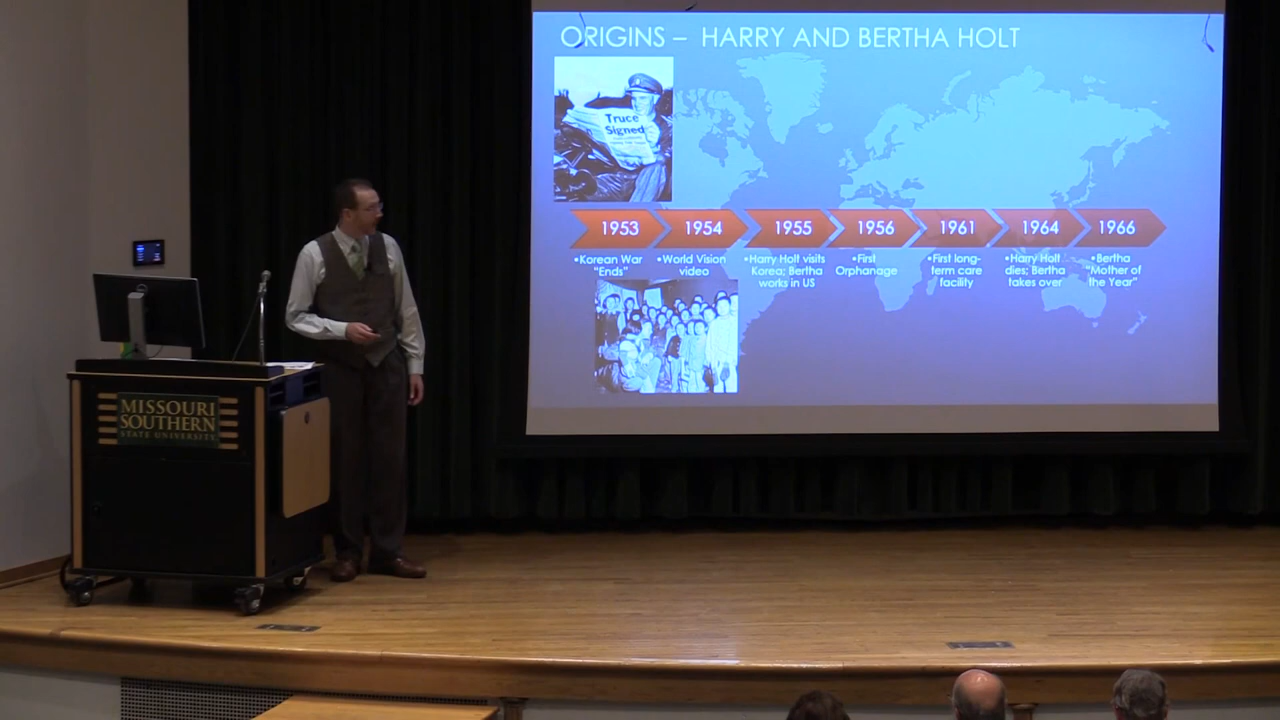 ORIGINS – HARRY AND BERTHA HOLT
Truce
Signed
1953
1954
1955
1956
1961
1964
1966
•Korean War
"Ends"
•World Vision
video
•Harry Holt visits
Korea; Bertha
works in US
•First
Orphanage
•First long-
term care
facility
•Harry Holt
dies; Bertha
takes over
•Bertha
"Mother of
the Year"
MISSOURI
SOUTHERN
STATE UNIVERSITY